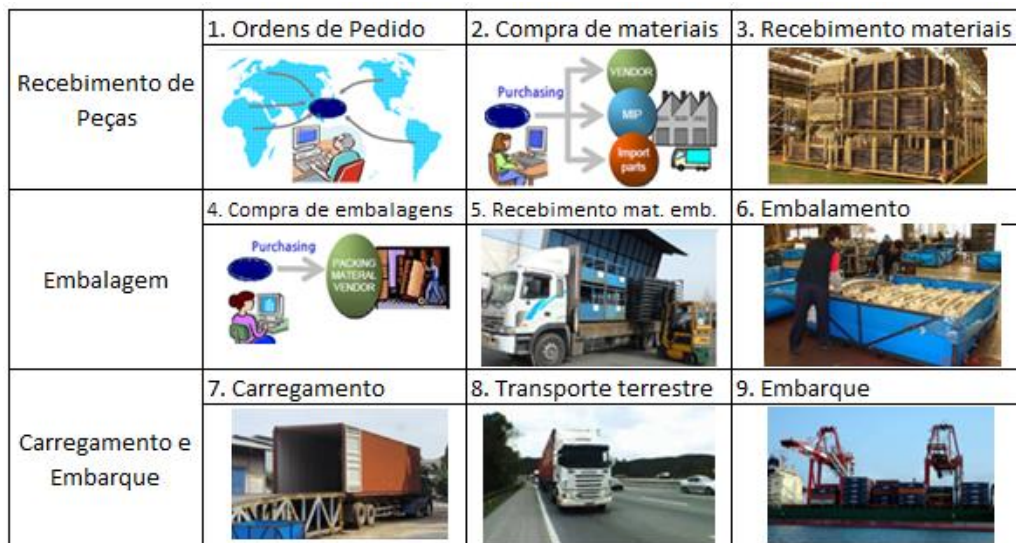 1. Ordens de Pedido
2. Compra de materiais
3. Recebimento materiais
Recebimento de
Peças
Purchasing
VENDOR
MIP
Import
parts
4. Compra de embalagens
5. Recebimento mat. emb.
6. Embalamento
Embalagem
Purchasing
PACKING
MATERAL
VENDOR
7. Carregamento
8. Transporte terrestre
9. Embarque
Carregamento e
Embarque